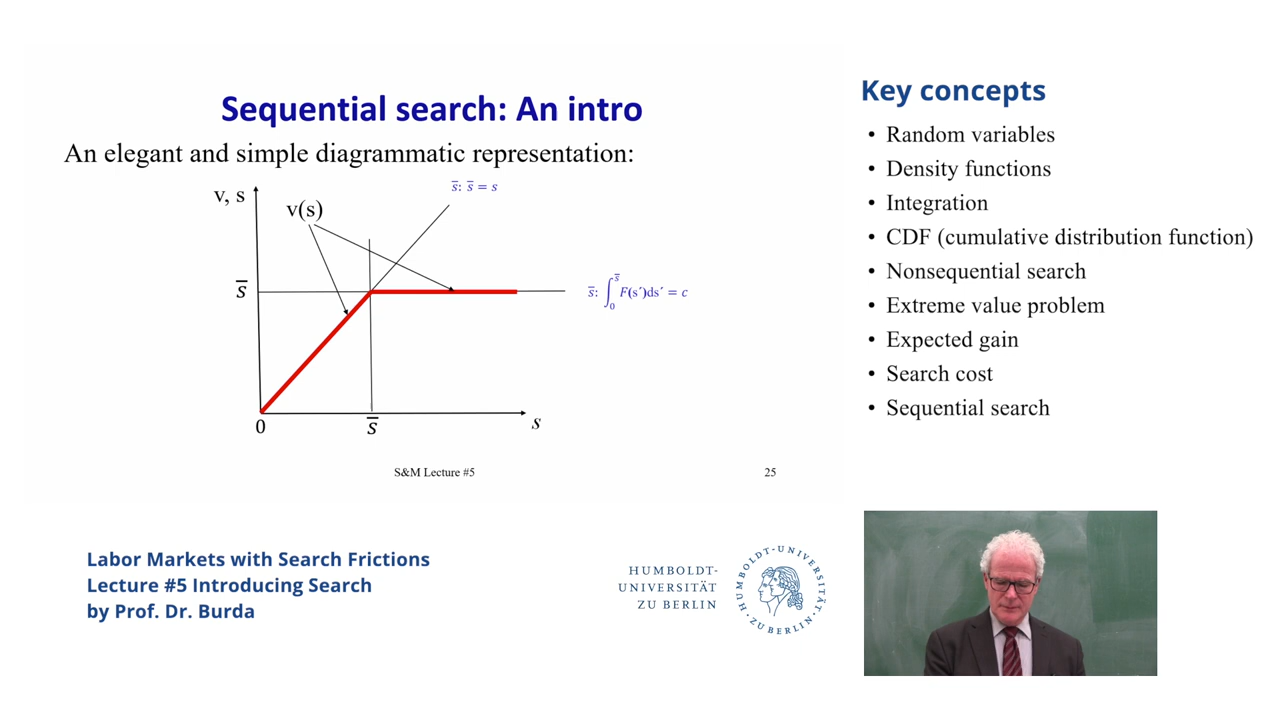 Sequential search: An intro
An elegant and simple diagrammatic representation:
v, s
v(s)
s̅: s̅ = s
s̅
s̅: ∫₀^s̅ F(s´)ds´ = c
0
s̅
s
S&M Lecture #5
25
Key concepts
• Random variables
• Density functions
• Integration
• CDF (cumulative distribution function)
• Nonsequential search
• Extreme value problem
• Expected gain
• Search cost
• Sequential search
Labor Markets with Search Frictions
Lecture #5 Introducing Search
by Prof. Dr. Burda
HUMBOLDT-
UNIVERSITÄT
ZU BERLIN
HUMBOLDT-UNIVERSITÄT
ZU BERLIN